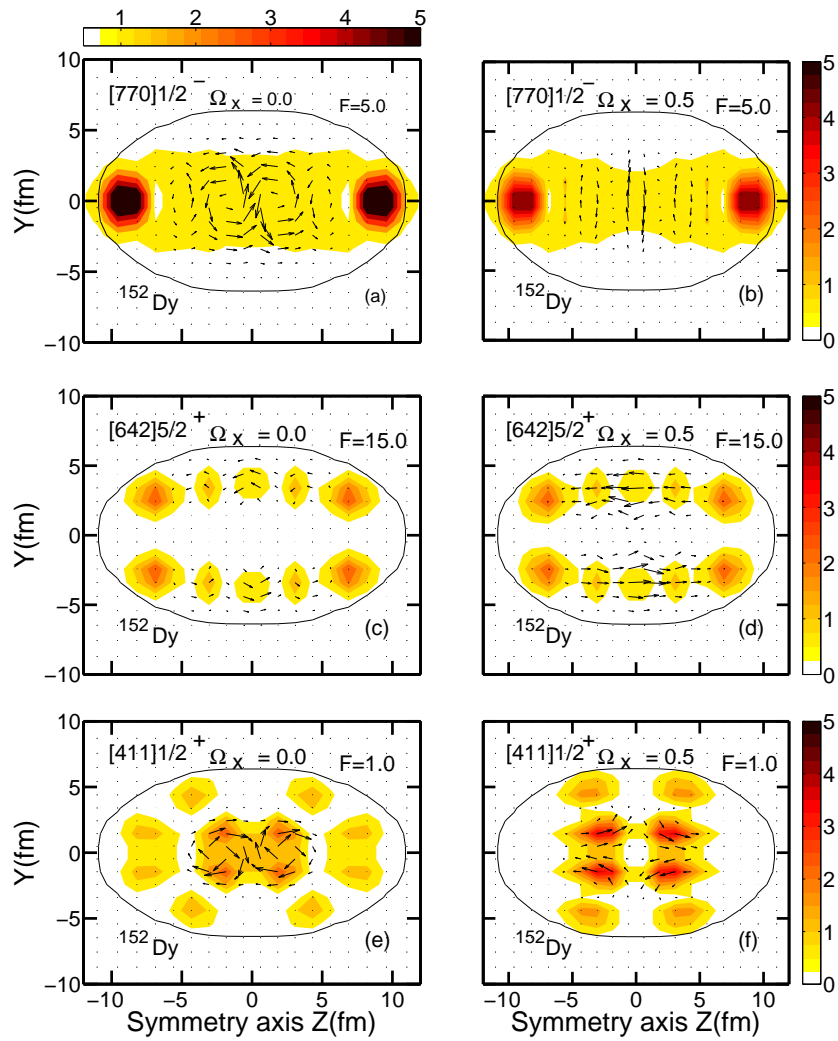 1 2 3 4 5
10
5
0
−5
−10
Y(fm)
[770]1/2 − Ωx = 0.0 F=5.0
152Dy (a)
[770]1/2 − Ωx = 0.5 F=5.0
152Dy (b)
5
4
3
2
1
0
10
5
0
−5
−10
Y(fm)
[642]5/2 + Ωx = 0.0 F=15.0
152Dy (c)
[642]5/2 + Ωx = 0.5 F=15.0
152Dy (d)
5
4
3
2
1
0
10
5
0
−5
−10
Y(fm)
[411]1/2 + Ωx = 0.0 F=1.0
152Dy (e)
[411]1/2 + Ωx = 0.5 F=1.0
152Dy (f)
5
4
3
2
1
0
−10 −5 0 5 10
Symmetry axis Z(fm)
−10 −5 0 5 10
Symmetry axis Z(fm)